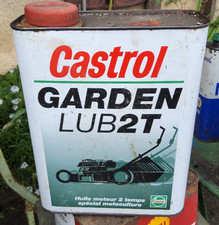 Castrol
GARDEN
LUB2T
Huile moteur 2 temps
spécial motoculture